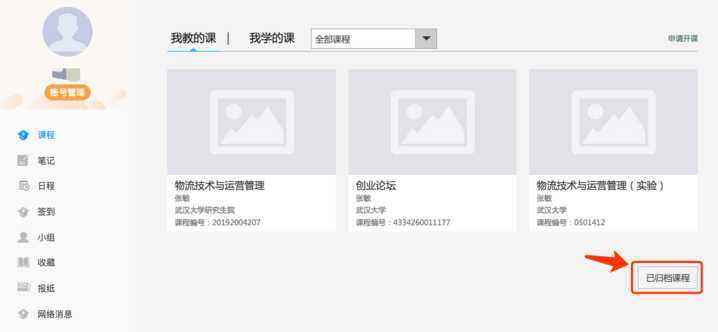 我教的课 | 我学的课 全部课程 申请开课
账号管理
课程
笔记
日程
签到
小组
收藏
报纸
网络消息
物流技术与运营管理
张敏
武汉大学研究生院
课程编号：20192004207
创业论坛
张敏
武汉大学
课程编号：4334260011177
物流技术与运营管理（实验）
张敏
武汉大学
课程编号：0501412
已归档课程